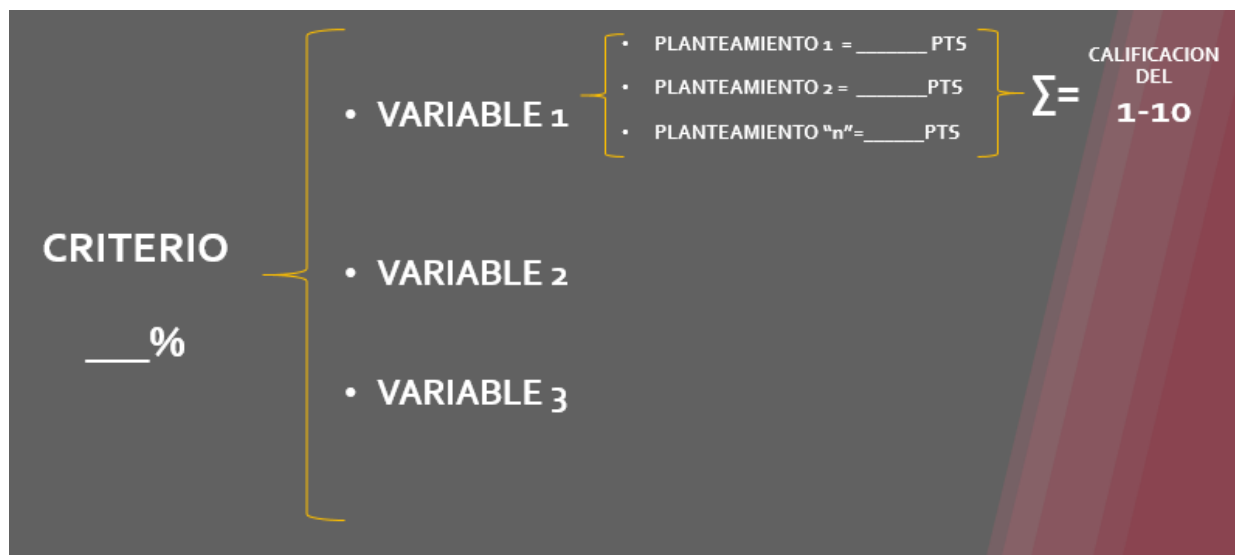 CRITERIO
___%
• VARIABLE 1
• PLANTEAMIENTO 1 = _______ PTS
• PLANTEAMIENTO 2 = _______PTS
• PLANTEAMIENTO “n”=______PTS
∑=
CALIFICACION
DEL
1-10
• VARIABLE 2
• VARIABLE 3